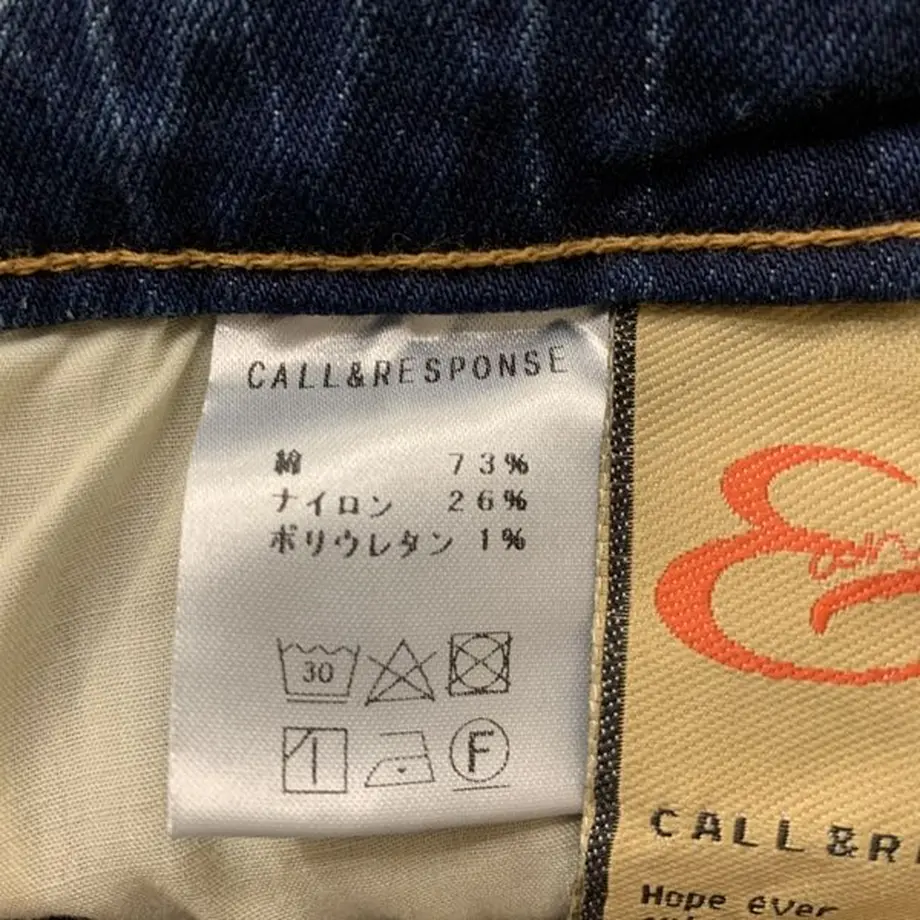 CALL&RESPONSE
綿 73%
ナイロン 26%
ポリウレタン 1%
30
F
CALL&R
Hope ever